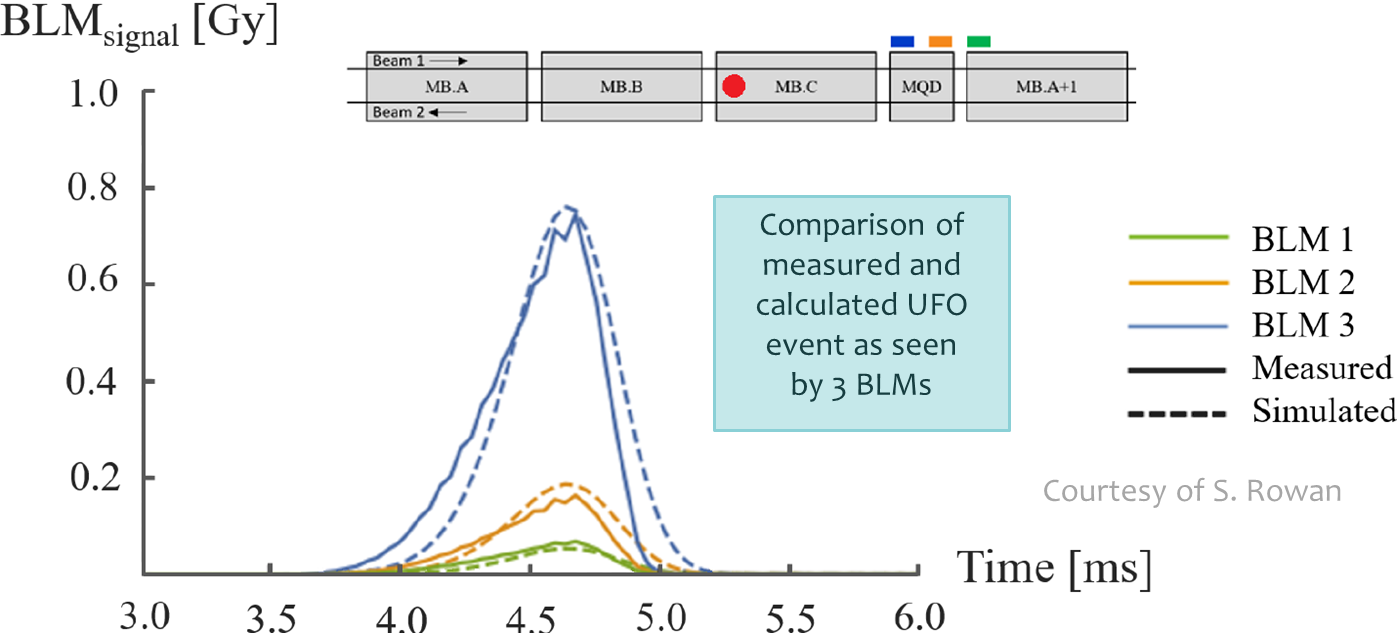 BLMsignal [Gy]
Beam 1
MB.A
MB.B
MB.C
MQD
MB.A+1
Beam 2
1.0
0.8
0.6
0.4
0.2
Comparison of
measured and
calculated UFO
event as seen
by 3 BLMs
BLM 1
BLM 2
BLM 3
Measured
Simulated
Courtesy of S. Rowan
Time [ms]
3.0 3.5 4.0 4.5 5.0 5.5 6.0